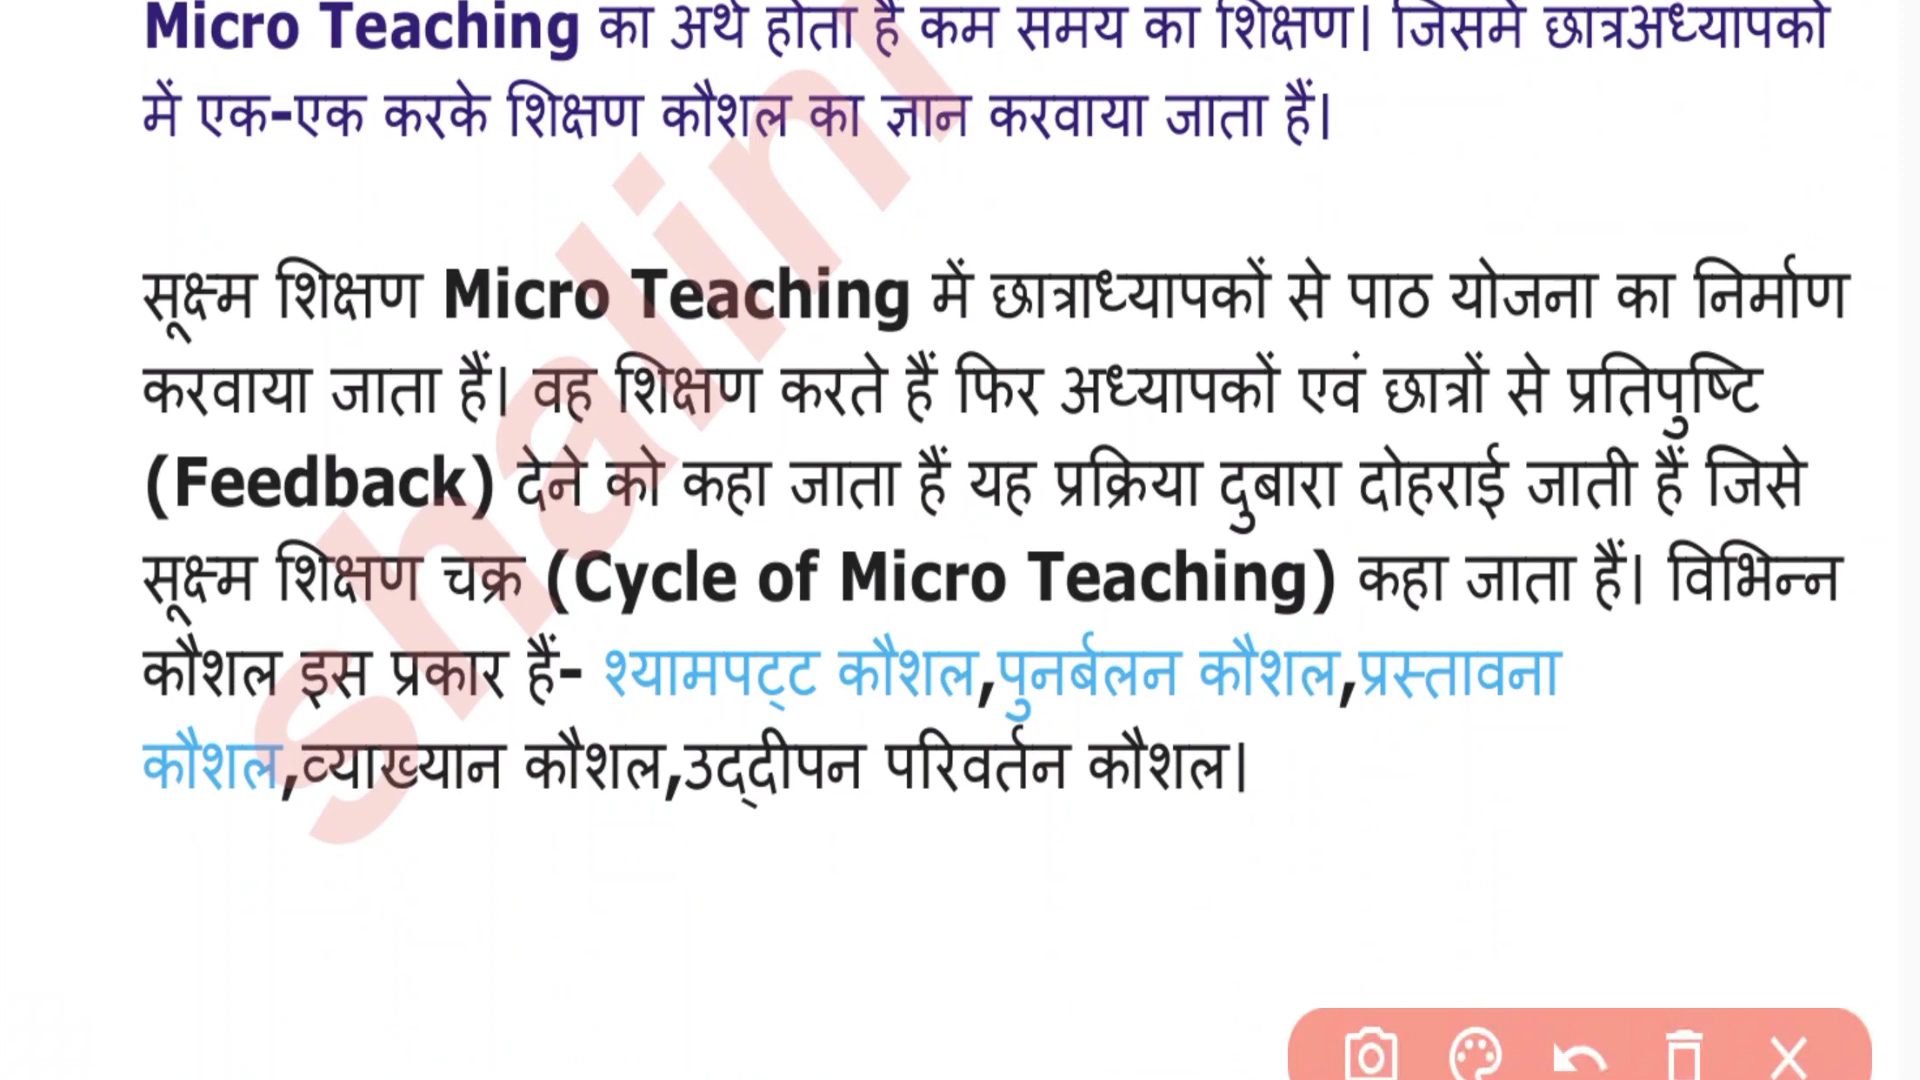 Micro Teaching का अर्थ होता है कम समय का शिक्षण। जिसमें छात्रअध्यापकों
में एक-एक करके शिक्षण कौशल का ज्ञान करवाया जाता हैं।
सूक्ष्म शिक्षण Micro Teaching में छात्राध्यापकों से पाठ योजना का निर्माण
करवाया जाता हैं। वह शिक्षण करते हैं फिर अध्यापकों एवं छात्रों से प्रतिपुष्टि
(Feedback) देने को कहा जाता हैं यह प्रक्रिया दुबारा दोहराई जाती हैं जिसे
सूक्ष्म शिक्षण चक्र (Cycle of Micro Teaching) कहा जाता हैं। विभिन्न
कौशल इस प्रकार हैं- श्यामपट्ट कौशल,पुनर्बलन कौशल,प्रस्तावना
कौशल,व्याख्यान कौशल,उद्दीपन परिवर्तन कौशल।
shalini